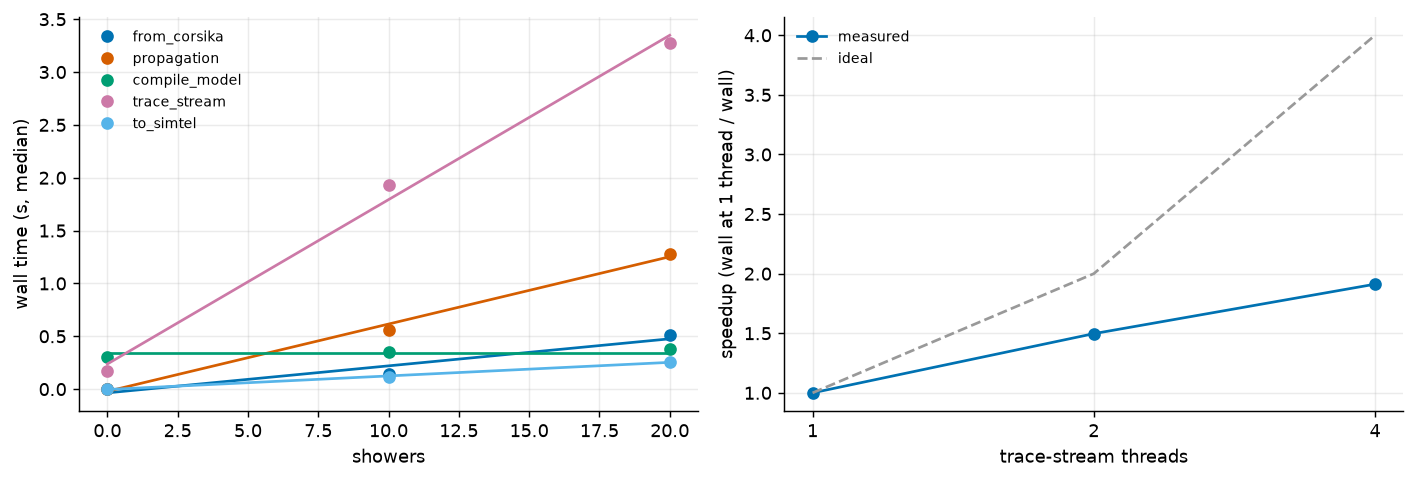 wall time (s, median)
3.5
3.0
2.5
2.0
1.5
1.0
0.5
0.0
from_corsika
propagation
compile_model
trace_stream
to_simtel
0.0 2.5 5.0 7.5 10.0 12.5 15.0 17.5 20.0
showers
speedup (wall at 1 thread / wall)
4.0
3.5
3.0
2.5
2.0
1.5
1.0
measured
ideal
1 2 4
trace-stream threads